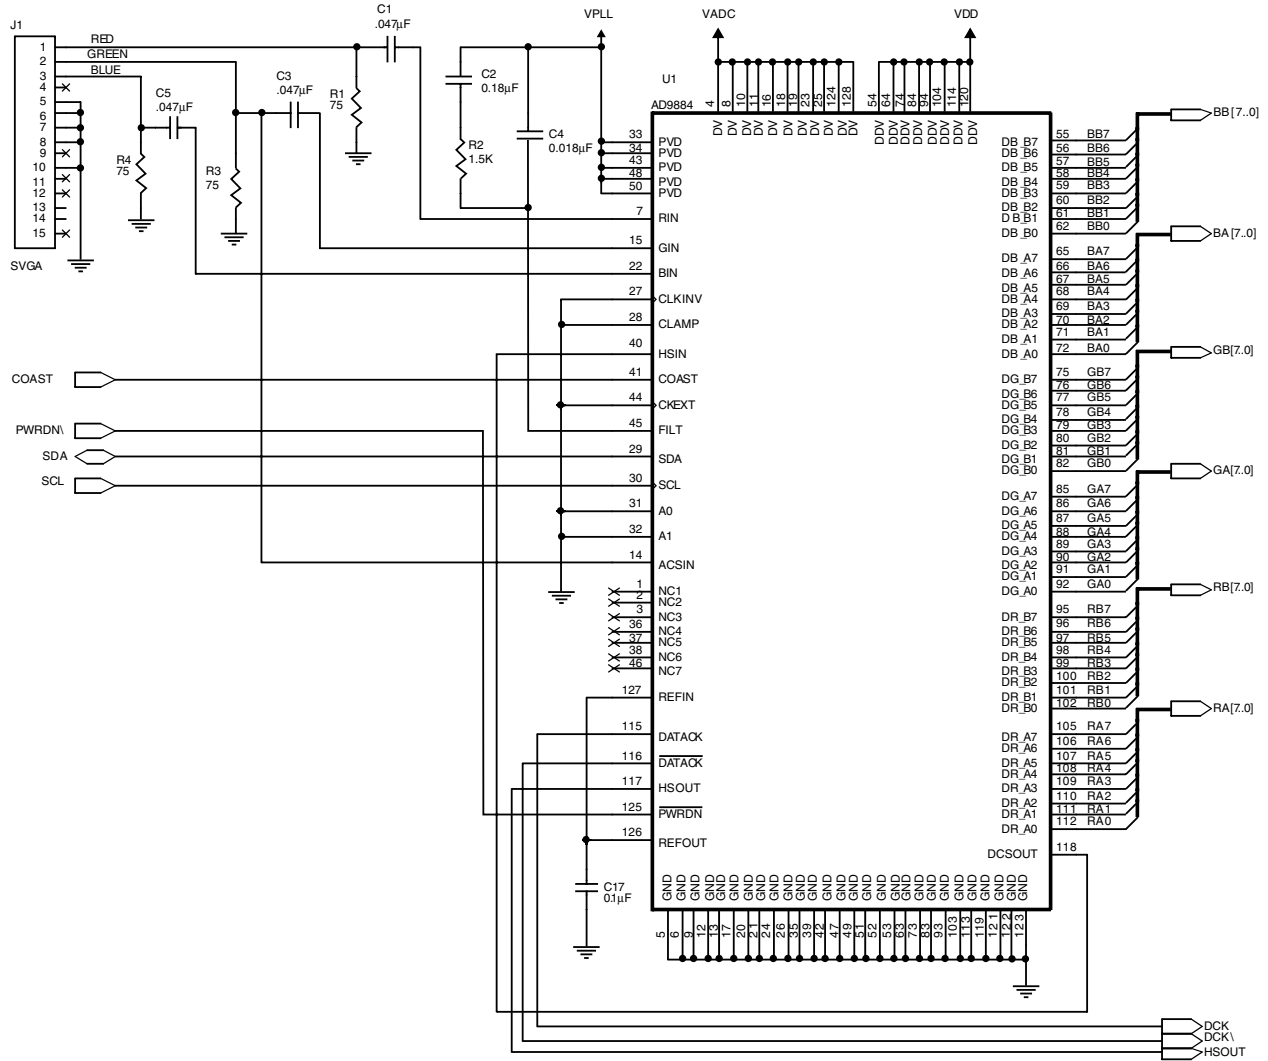 J1
RED
GREEN
BLUE
1
2
3
4
5
6
7
8
9
10
11
12
13
14
15
SVGA
C5
.047µF
R4
75
R3
75
C3
.047µF
C1
.047µF
R1
75
C2
0.18µF
R2
1.5K
C4
0.018µF
VPLL
VADC
VDD
U1
AD9884
4 DV
8 DV
10 DV
11 DV
16 DV
18 DV
19 DV
23 DV
25 DV
124 DV
128 DV
54 DDV
64 DDV
74 DDV
84 DDV
94 DDV
104 DDV
114 DDV
120 DDV
33 PVD
34 PVD
43 PVD
48 PVD
50 PVD
7 RIN
15 GIN
22 BIN
27 CLKINV
28 CLAMP
40 HSIN
41 COAST
44 CKEXT
45 FILT
29 SDA
30 SCL
31 A0
32 A1
14 ACSIN
1 NC1
2 NC2
3 NC3
36 NC4
37 NC5
38 NC6
46 NC7
127 REFIN
115 DATACK
116 DATACK
117 HSOUT
125 PWRDN
126 REFOUT
COAST
PWRDN\
SDA
SCL
C17
0.1µF
DB_B7 55 BB7
DB_B6 56 BB6
DB_B5 57 BB5
DB_B4 58 BB4
DB_B3 59 BB3
DB_B2 60 BB2
DB_B1 61 BB1
DB_B0 62 BB0
BB[7..0]
DB_A7 65 BA7
DB_A6 66 BA6
DB_A5 67 BA5
DB_A4 68 BA4
DB_A3 69 BA3
DB_A2 70 BA2
DB_A1 71 BA1
DB_A0 72 BA0
BA[7..0]
DG_B7 75 GB7
DG_B6 76 GB6
DG_B5 77 GB5
DG_B4 78 GB4
DG_B3 79 GB3
DG_B2 80 GB2
DG_B1 81 GB1
DG_B0 82 GB0
GB[7..0]
DG_A7 85 GA7
DG_A6 86 GA6
DG_A5 87 GA5
DG_A4 88 GA4
DG_A3 89 GA3
DG_A2 90 GA2
DG_A1 91 GA1
DG_A0 92 GA0
GA[7..0]
DR_B7 95 RB7
DR_B6 96 RB6
DR_B5 97 RB5
DR_B4 98 RB4
DR_B3 99 RB3
DR_B2 100 RB2
DR_B1 101 RB1
DR_B0 102 RB0
RB[7..0]
DR_A7 105 RA7
DR_A6 106 RA6
DR_A5 107 RA5
DR_A4 108 RA4
DR_A3 109 RA3
DR_A2 110 RA2
DR_A1 111 RA1
DR_A0 112 RA0
RA[7..0]
DCSOUT 118
GND 5
GND 6
GND 9
GND 12
GND 13
GND 17
GND 20
GND 21
GND 24
GND 26
GND 35
GND 39
GND 42
GND 47
GND 49
GND 51
GND 52
GND 53
GND 63
GND 73
GND 83
GND 93
GND 103
GND 113
GND 119
GND 121
GND 122
GND 123
DCK
DCK\
HSOUT